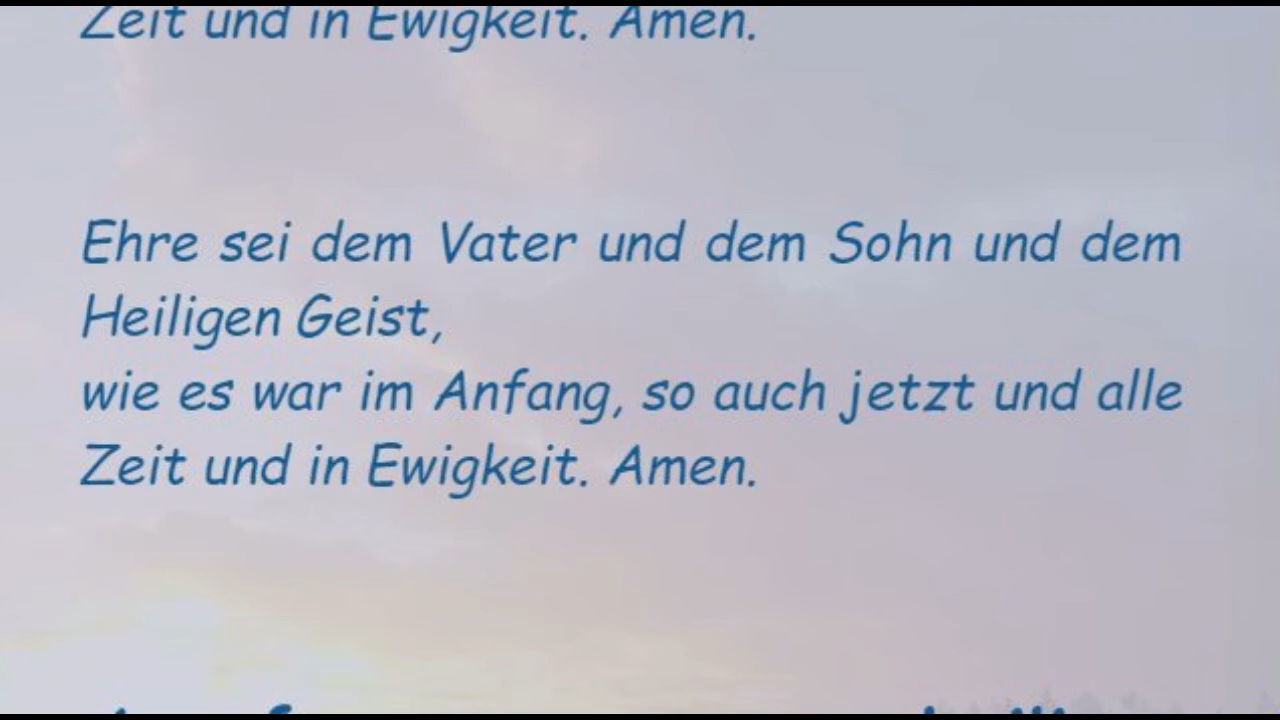 Zeit und in Ewigkeit. Amen.
Ehre sei dem Vater und dem Sohn und dem
Heiligen Geist,
wie es war im Anfang, so auch jetzt und alle
Zeit und in Ewigkeit. Amen.